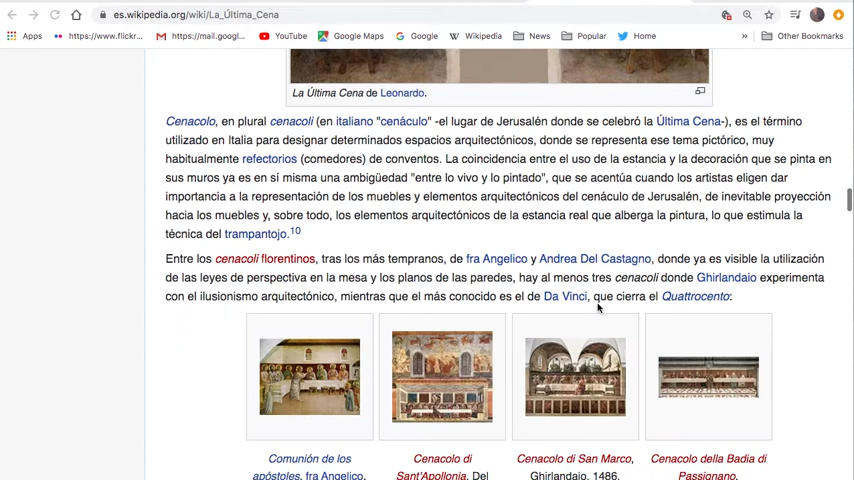 es.wikipedia.org/wiki/La_Última_Cena
Apps https://www.flickr... https://mail.googl... YouTube Google Maps Google Wikipedia News Popular Home » Other Bookmarks
La Última Cena de Leonardo.
Cenacolo, en plural cenacoli (en italiano "cenáculo" -el lugar de Jerusalén donde se celebró la Última Cena-), es el término
utilizado en Italia para designar determinados espacios arquitectónicos, donde se representa ese tema pictórico, muy
habitualmente refectorios (comedores) de conventos. La coincidencia entre el uso de la estancia y la decoración que se pinta en
sus muros ya es en sí misma una ambigüedad "entre lo vivo y lo pintado", que se acentúa cuando los artistas eligen dar
importancia a la representación de los muebles y elementos arquitectónicos del cenáculo de Jerusalén, de inevitable proyección
hacia los muebles y, sobre todo, los elementos arquitectónicos de la estancia real que alberga la pintura, lo que estimula la
técnica del trampantojo.10
Entre los cenacoli florentinos, tras los más tempranos, de fra Angelico y Andrea Del Castagno, donde ya es visible la utilización
de las leyes de perspectiva en la mesa y los planos de las paredes, hay al menos tres cenacoli donde Ghirlandaio experimenta
con el ilusionismo arquitectónico, mientras que el más conocido es el de Da Vinci, que cierra el Quattrocento:
Comunión de los
apóstoles, fra Angelico,
Cenacolo di
Sant'Apollonia, Del
Cenacolo di San Marco,
Ghirlandaio, 1486.
Cenacolo della Badia di
Passignano,